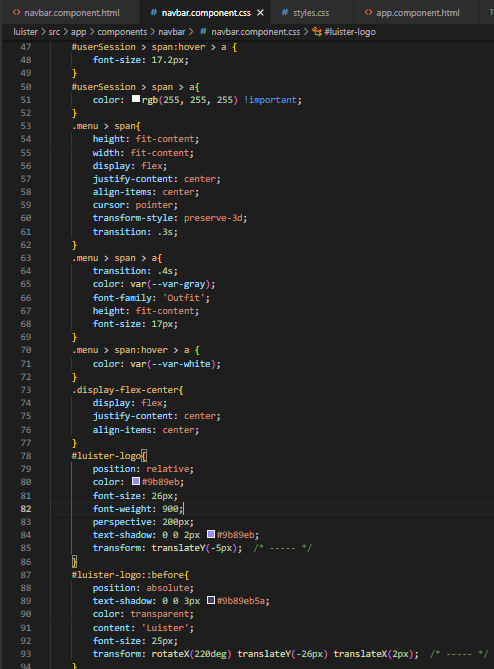 navbar.component.html navbar.component.css styles.css app.component.html
luister > src > app > components > navbar > navbar.component.css > #luister-logo
47 #userSession > span:hover > a {
48 font-size: 17.2px;
49 }
50 #userSession > span > a{
51 color: rgb(255, 255, 255) !important;
52 }
53 .menu > span{
54 height: fit-content;
55 width: fit-content;
56 display: flex;
57 justify-content: center;
58 align-items: center;
59 cursor: pointer;
60 transform-style: preserve-3d;
61 transition: .3s;
62 }
63 .menu > span > a{
64 transition: .4s;
65 color: var(--var-gray);
66 font-family: 'Outfit';
67 height: fit-content;
68 font-size: 17px;
69 }
70 .menu > span:hover > a {
71 color: var(--var-white);
72 }
73 .display-flex-center{
74 display: flex;
75 justify-content: center;
76 align-items: center;
77 }
78 #luister-logo{
79 position: relative;
80 color: #9b89eb;
81 font-size: 26px;
82 font-weight: 900;
83 perspective: 200px;
84 text-shadow: 0 0 2px #9b89eb;
85 transform: translateY(-5px); /* ----- */
86 }
87 #luister-logo::before{
88 position: absolute;
89 text-shadow: 0 0 3px #9b89eb5a;
90 color: transparent;
91 content: 'Luister';
92 font-size: 25px;
93 transform: rotateX(220deg) translateY(-26px) translateX(2px); /* ----- */
94 }